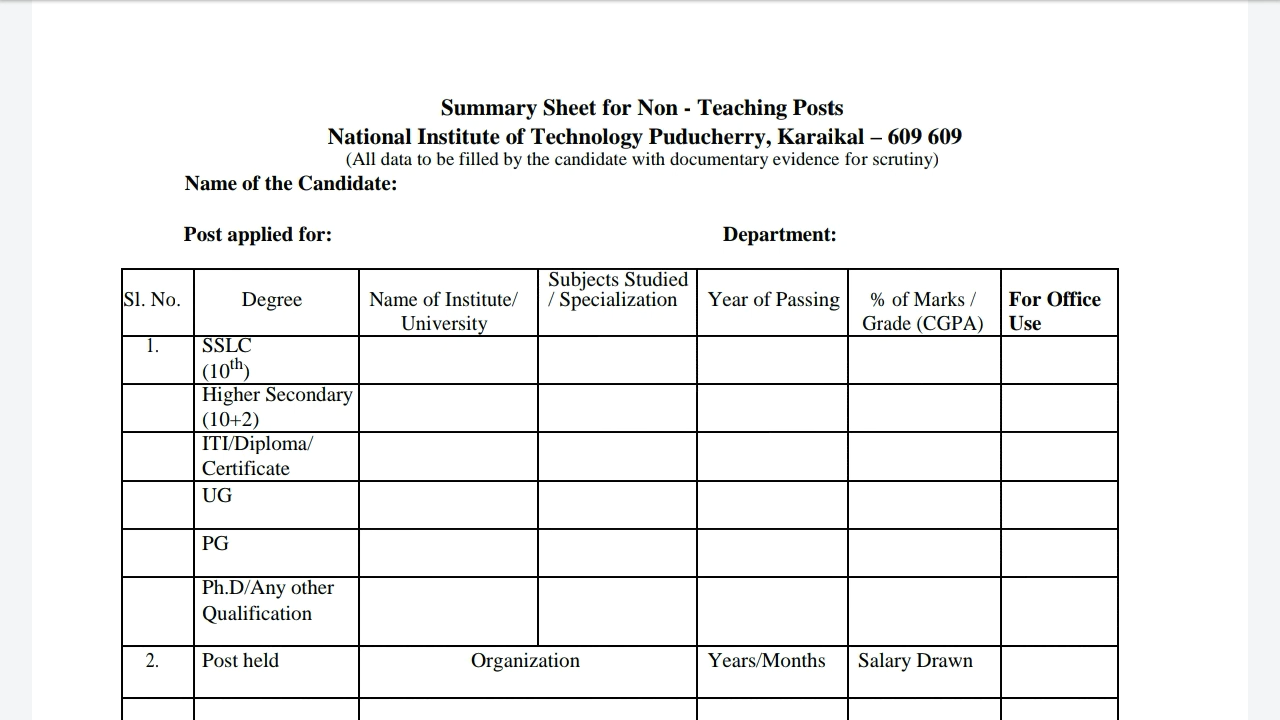 Summary Sheet for Non - Teaching Posts
National Institute of Technology Puducherry, Karaikal – 609 609
(All data to be filled by the candidate with documentary evidence for scrutiny)
Name of the Candidate:
Post applied for: Department:
Sl. No. Degree Name of Institute/ University Subjects Studied / Specialization Year of Passing % of Marks / Grade (CGPA) For Office Use
1. SSLC
(10th)
Higher Secondary
(10+2)
ITI/Diploma/
Certificate
UG
PG
Ph.D/Any other
Qualification
2. Post held Organization Years/Months Salary Drawn